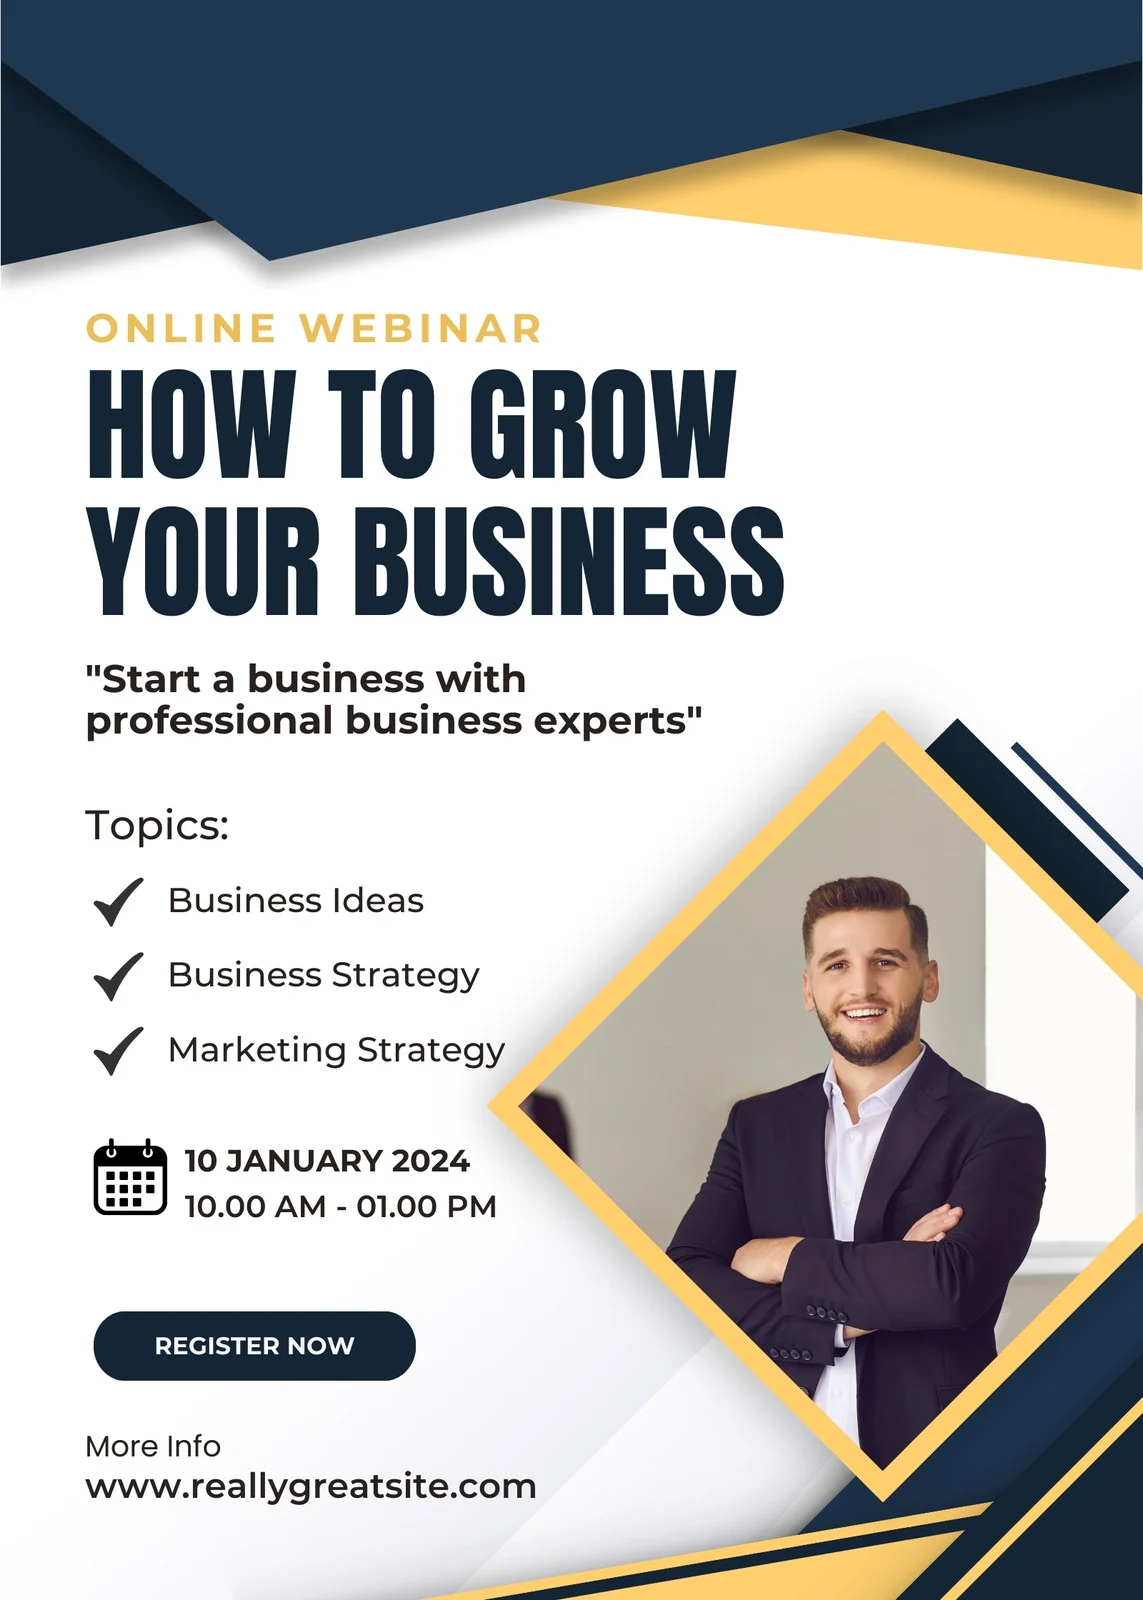 ONLINE WEBINAR
HOW TO GROW
YOUR BUSINESS
"Start a business with
professional business experts"
Topics:
Business Ideas
Business Strategy
Marketing Strategy
10 JANUARY 2024
10.00 AM - 01.00 PM
REGISTER NOW
More Info
www.reallygreatsite.com